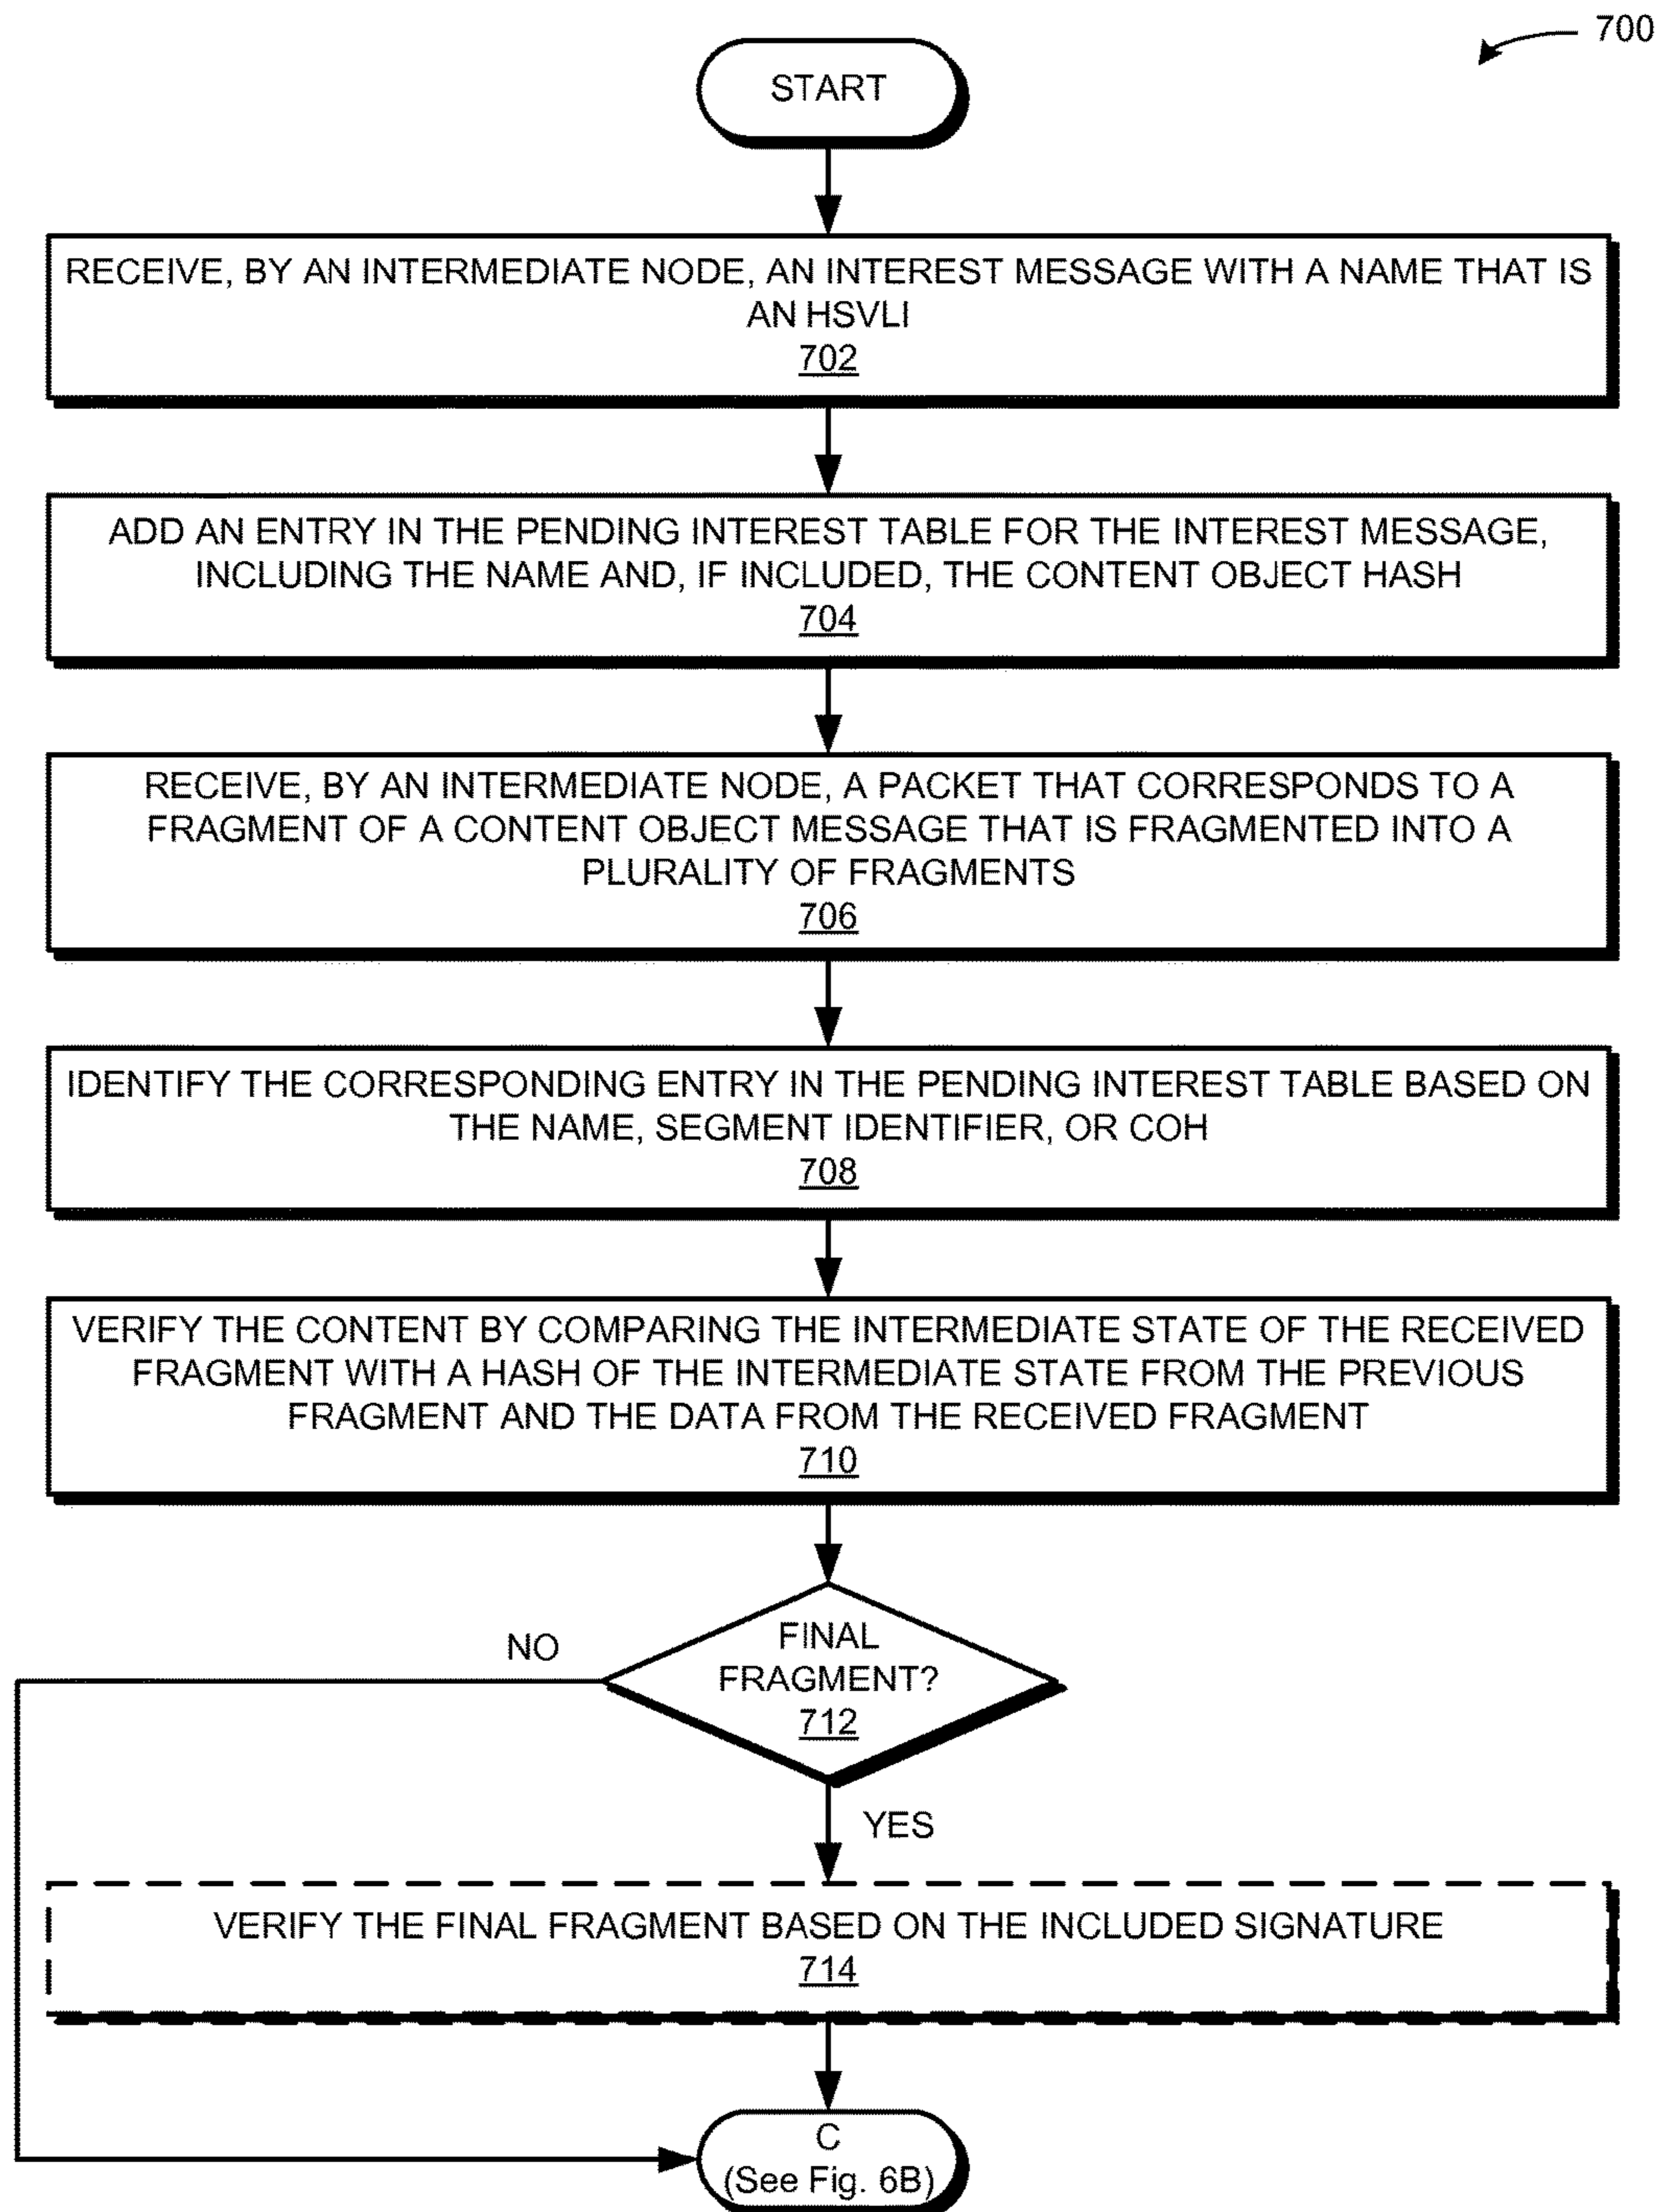 700
START
RECEIVE, BY AN INTERMEDIATE NODE, AN INTEREST MESSAGE WITH A NAME THAT IS
AN HSVLI
702
ADD AN ENTRY IN THE PENDING INTEREST TABLE FOR THE INTEREST MESSAGE,
INCLUDING THE NAME AND, IF INCLUDED, THE CONTENT OBJECT HASH
704
RECEIVE, BY AN INTERMEDIATE NODE, A PACKET THAT CORRESPONDS TO A
FRAGMENT OF A CONTENT OBJECT MESSAGE THAT IS FRAGMENTED INTO A
PLURALITY OF FRAGMENTS
706
IDENTIFY THE CORRESPONDING ENTRY IN THE PENDING INTEREST TABLE BASED ON
THE NAME, SEGMENT IDENTIFIER, OR COH
708
VERIFY THE CONTENT BY COMPARING THE INTERMEDIATE STATE OF THE RECEIVED
FRAGMENT WITH A HASH OF THE INTERMEDIATE STATE FROM THE PREVIOUS
FRAGMENT AND THE DATA FROM THE RECEIVED FRAGMENT
710
NO
FINAL
FRAGMENT?
712
YES
VERIFY THE FINAL FRAGMENT BASED ON THE INCLUDED SIGNATURE
714
C
(See Fig. 6B)